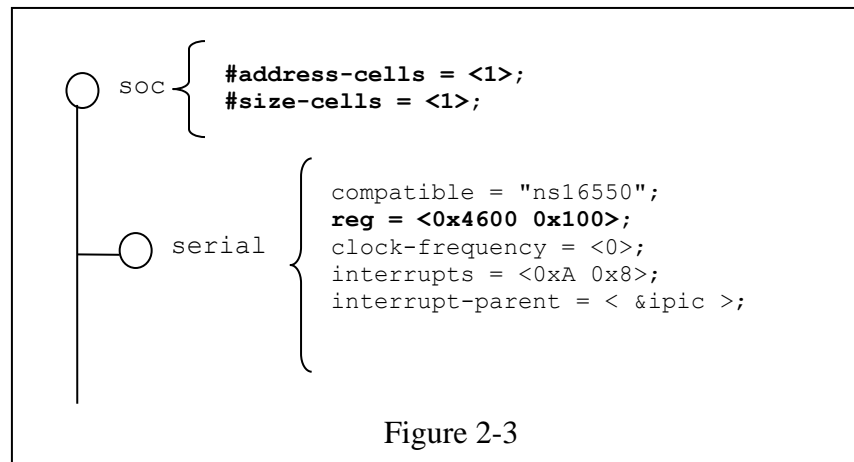 soc
#address-cells = <1>;
#size-cells = <1>;
serial
compatible = "ns16550";
reg = <0x4600 0x100>;
clock-frequency = <0>;
interrupts = <0xA 0x8>;
interrupt-parent = < &ipic >;
Figure 2-3